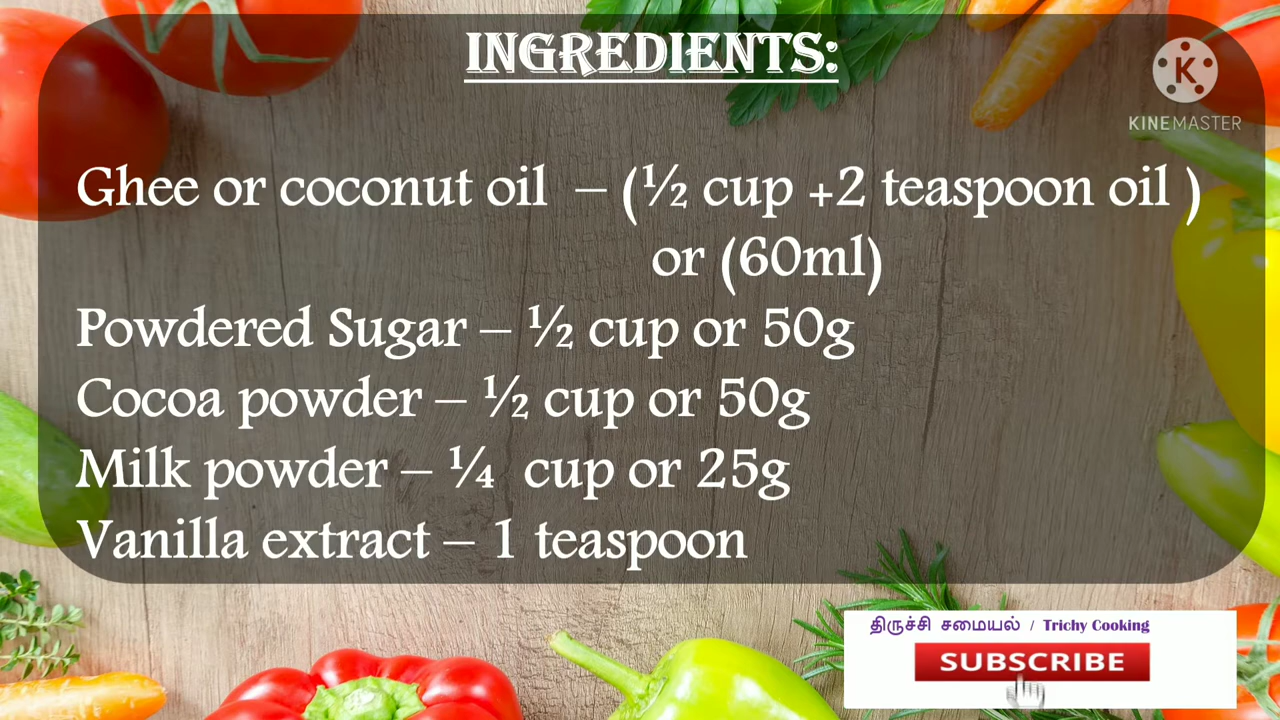 INGREDIENTS:
K
KINEMASTER
Ghee or coconut oil – (½ cup +2 teaspoon oil )
or (60ml)
Powdered Sugar – ½ cup or 50g
Cocoa powder – ½ cup or 50g
Milk powder – ¼ cup or 25g
Vanilla extract – 1 teaspoon
திருச்சி சமையல் / Trichy Cooking
SUBSCRIBE